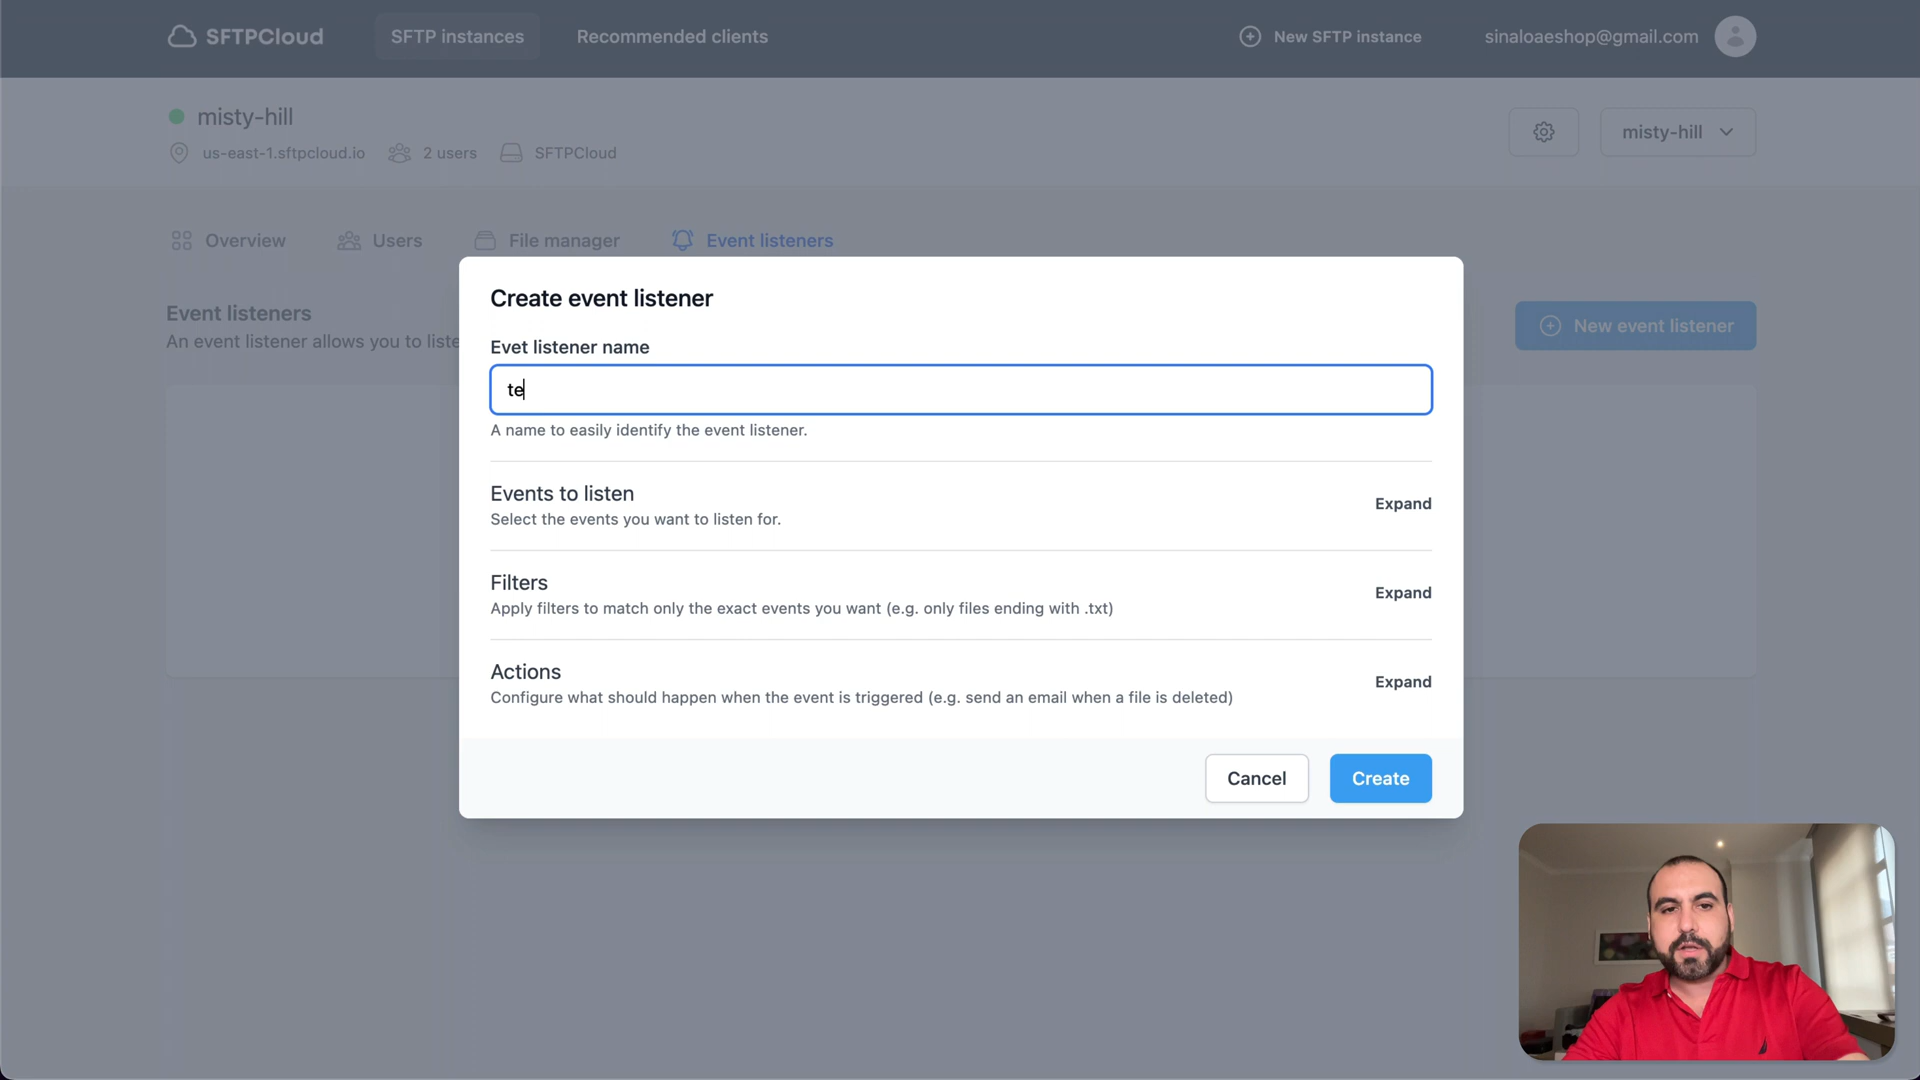 SFTPCloud
SFTP instances
Recommended clients
New SFTP instance
sinaloaeshop@gmail.com
misty-hill
us-east-1.sftpcloud.io
2 users
SFTPCloud
misty-hill
Overview
Users
File manager
Event listeners
Event listeners
An event listener allows you to liste
New event listener
Create event listener
Evet listener name
te
A name to easily identify the event listener.
Events to listen
Select the events you want to listen for.
Expand
Filters
Apply filters to match only the exact events you want (e.g. only files ending with .txt)
Expand
Actions
Configure what should happen when the event is triggered (e.g. send an email when a file is deleted)
Expand
Cancel
Create